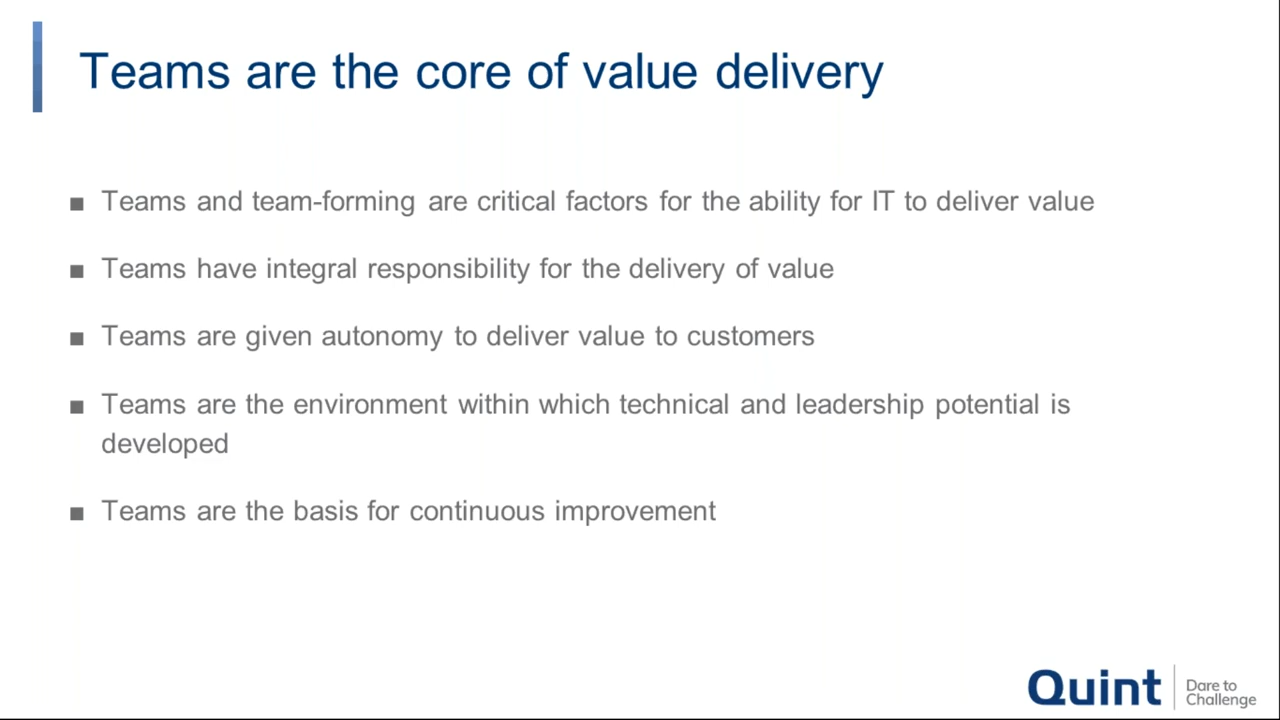 Teams are the core of value delivery
■ Teams and team-forming are critical factors for the ability for IT to deliver value
■ Teams have integral responsibility for the delivery of value
■ Teams are given autonomy to deliver value to customers
■ Teams are the environment within which technical and leadership potential is
developed
■ Teams are the basis for continuous improvement
Quint
Dare to
Challenge